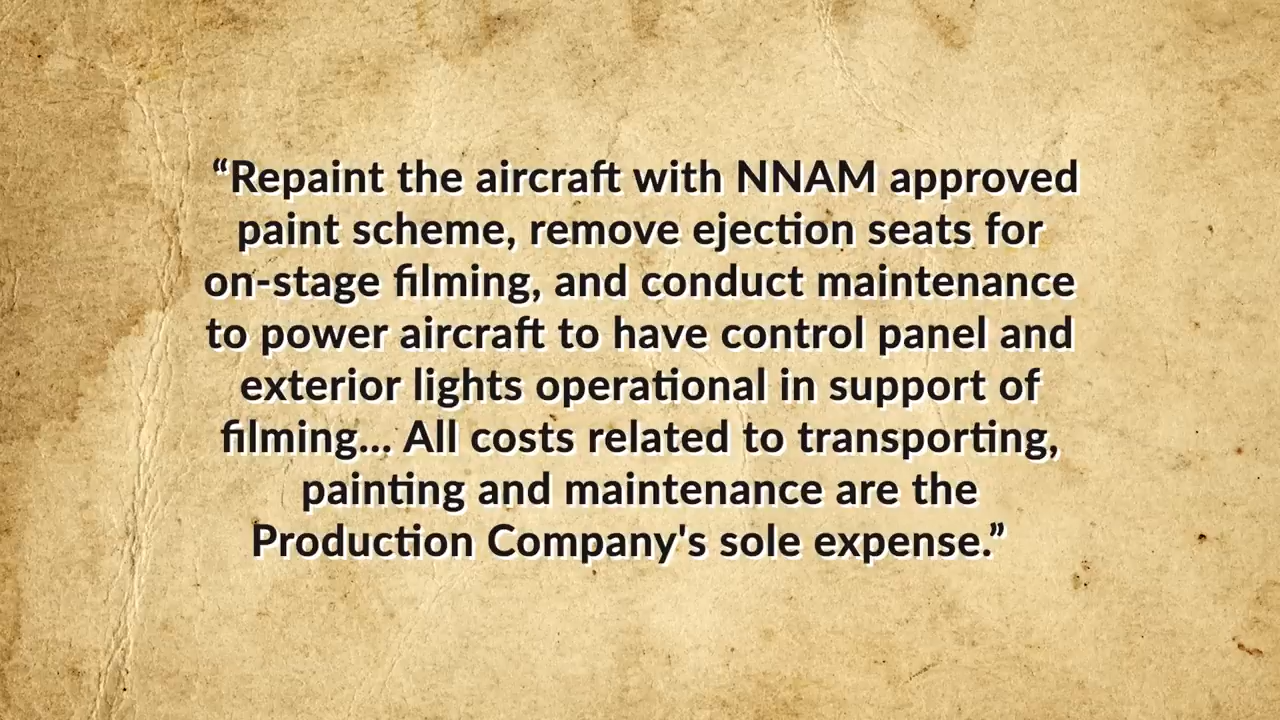 “Repaint the aircraft with NNAM approved
paint scheme, remove ejection seats for
on-stage filming, and conduct maintenance
to power aircraft to have control panel and
exterior lights operational in support of
filming... All costs related to transporting,
painting and maintenance are the
Production Company's sole expense.”